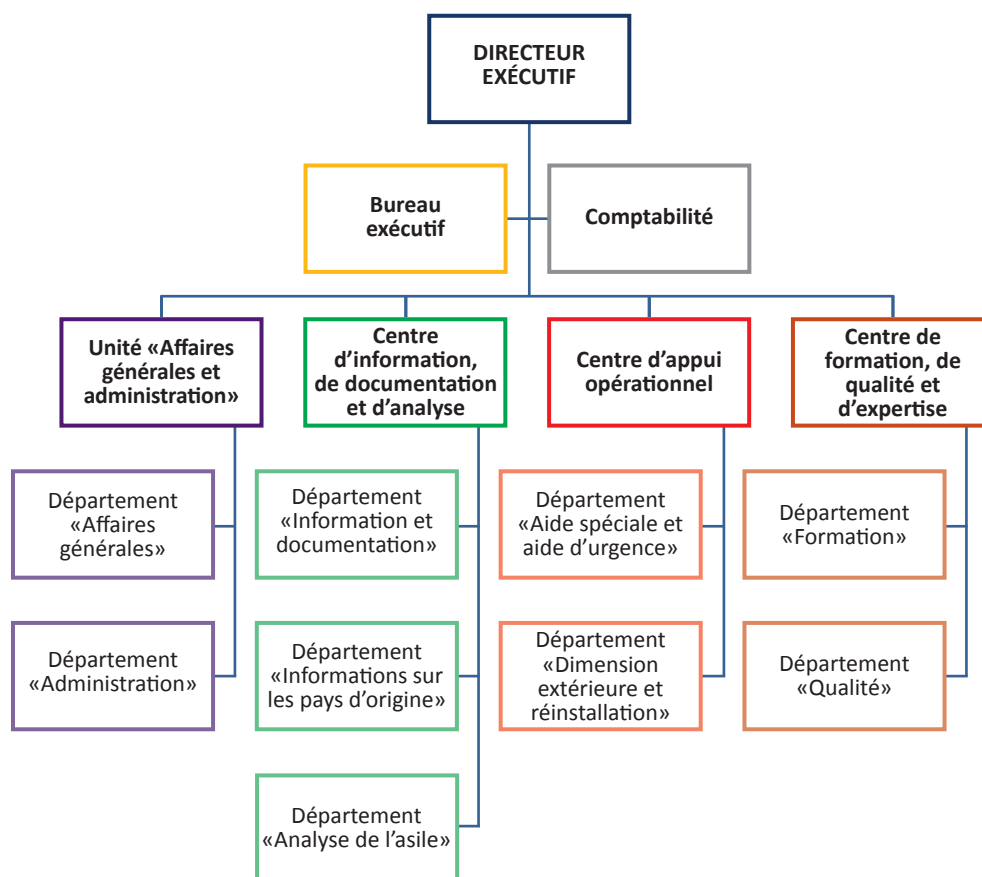 DIRECTEUR
EXÉCUTIF
Bureau
exécutif
Comptabilité
Unité «Affaires
générales et
administration»
Centre
d’information,
de documentation
et d’analyse
Centre d’appui
opérationnel
Centre de
formation, de
qualité et
d’expertise
Département
«Affaires
générales»
Département
«Information et
documentation»
Département
«Aide spéciale et
aide d’urgence»
Département
«Formation»
Département
«Administration»
Département
«Informations sur
les pays d’origine»
Département
«Dimension
extérieure et
réinstallation»
Département
«Qualité»
Département
«Analyse de l’asile»